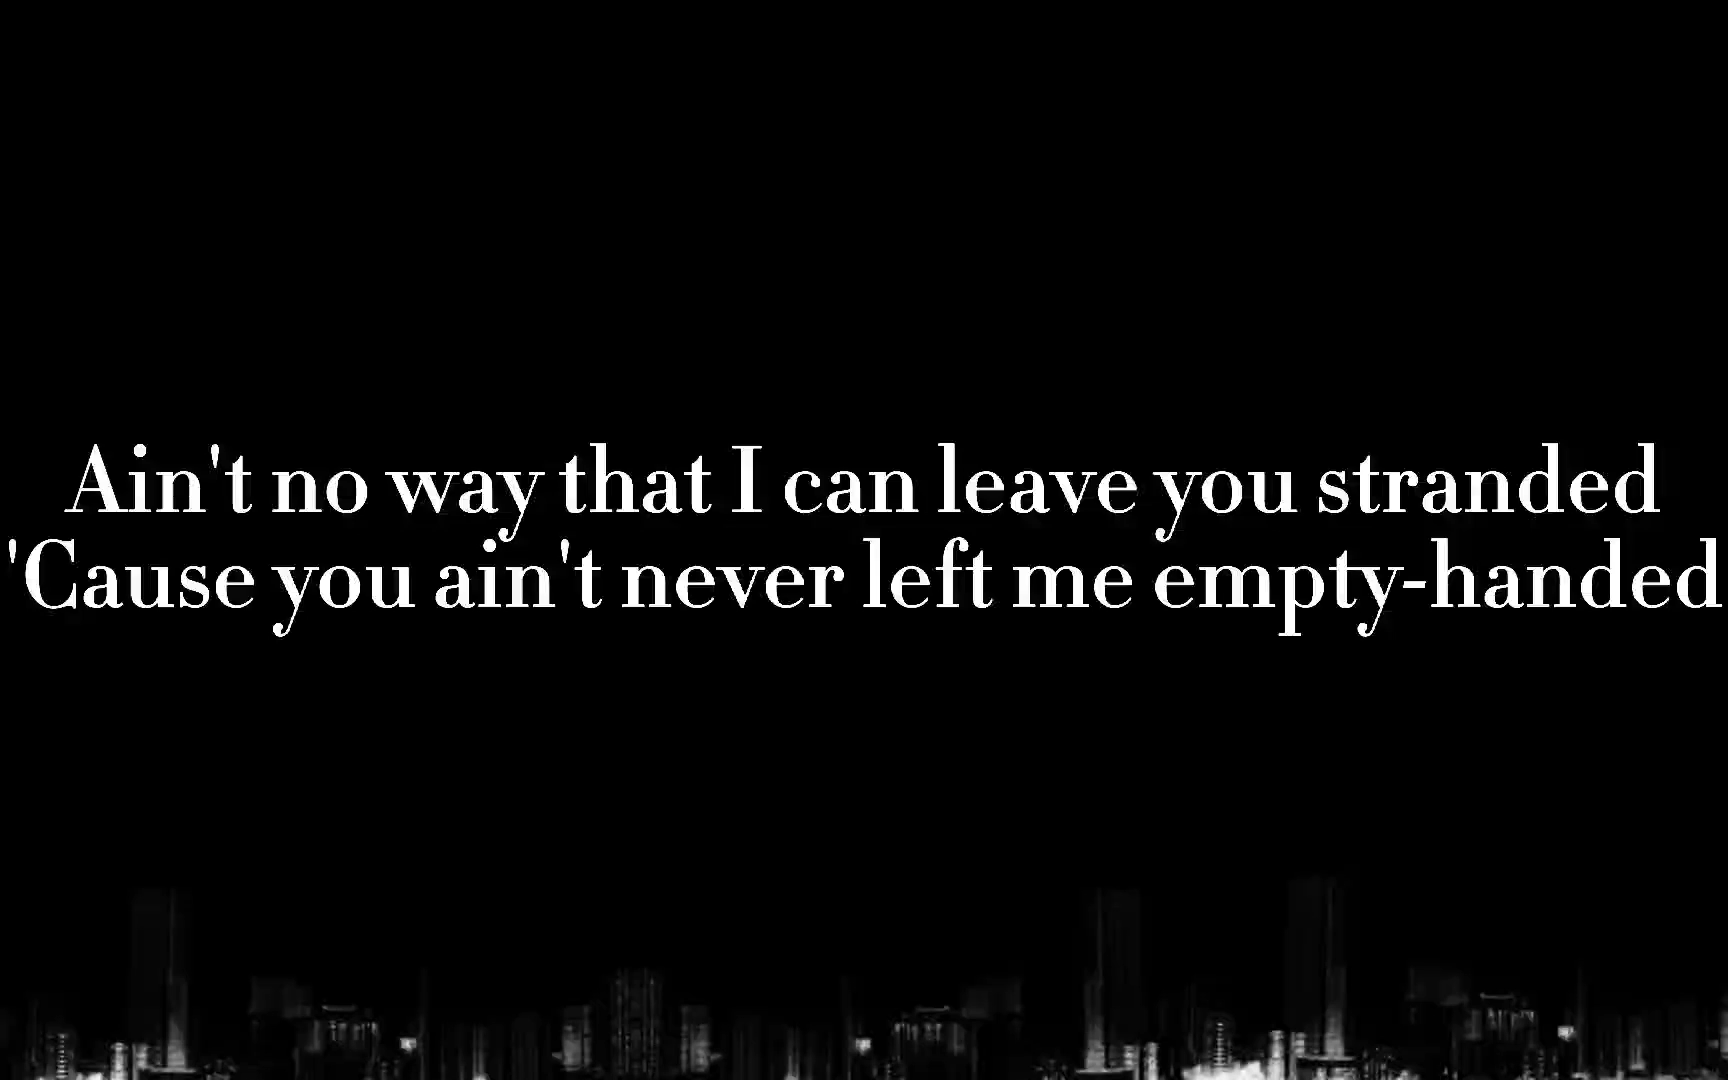 Ain't no way that I can leave you stranded
'Cause you ain't never left me empty-handed